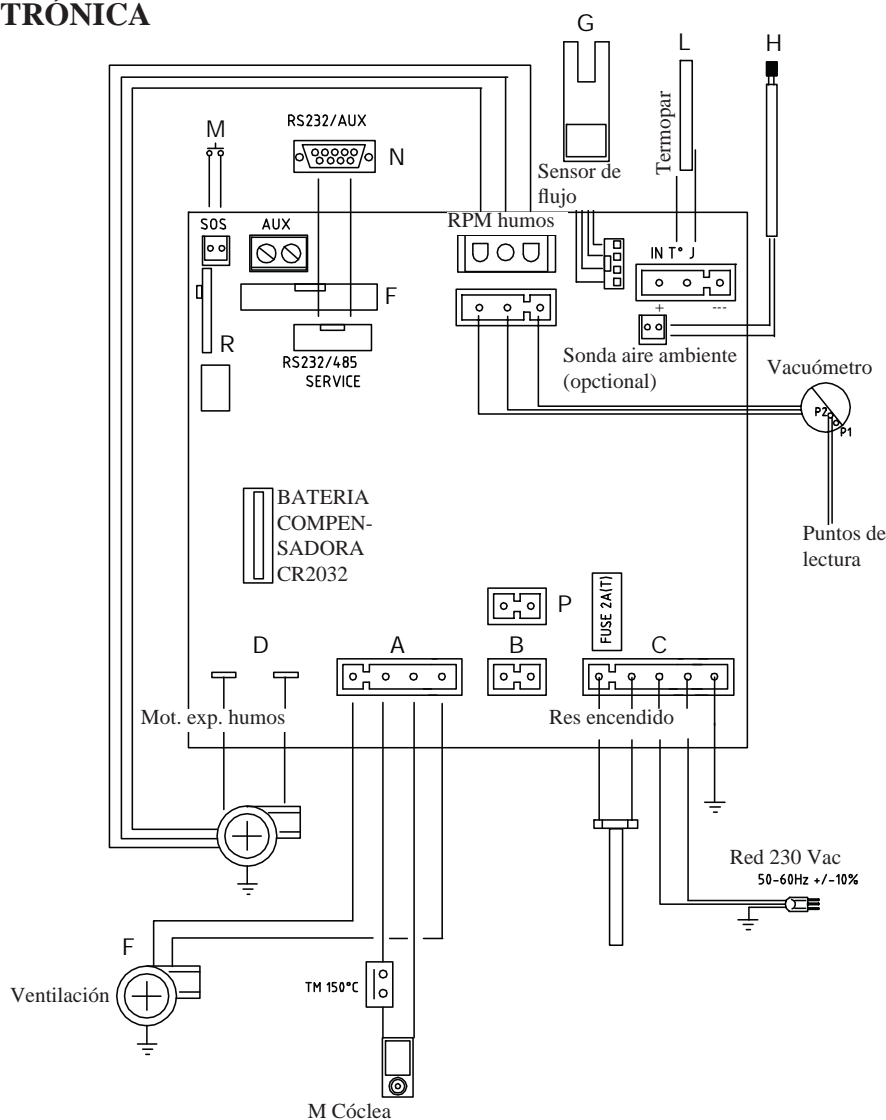 TRÓNICA
G
L
H
M
RS232/AUX
N
Termopar
Sensor de
flujo
SOS
AUX
RPM humos
IN T° J
F
+
---
R
RS232/485
SERVICE
Sonda aire ambiente
(opctional)
Vacuómetro
P2
P1
BATERIA
COMPEN-
SADORA
CR2032
Puntos de
lectura
P
FUSE 2A(T)
D
A
B
C
Mot. exp. humos
Res encendido
Red 230 Vac
50-60Hz +/-10%
F
Ventilación
TM 150°C
M Cóclea